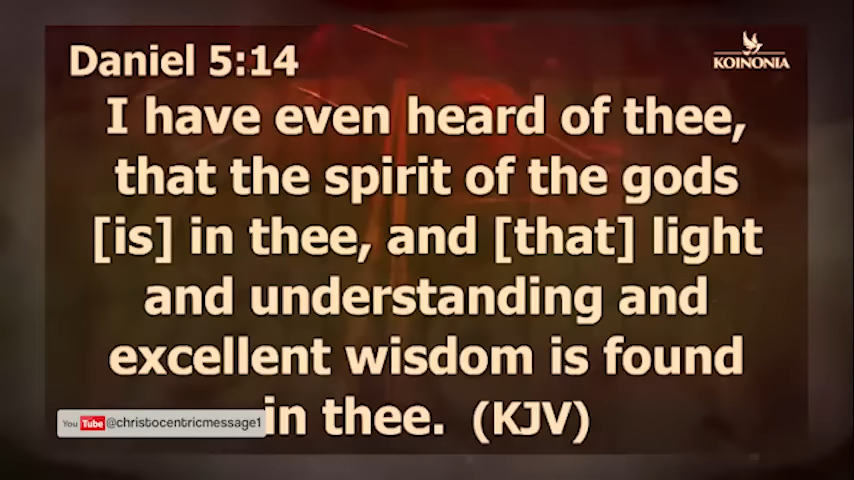 Daniel 5:14
KOINONIA
I have even heard of thee,
that the spirit of the gods
[is] in thee, and [that] light
and understanding and
excellent wisdom is found
in thee. (KJV)
You Tube @christocentricmessage1